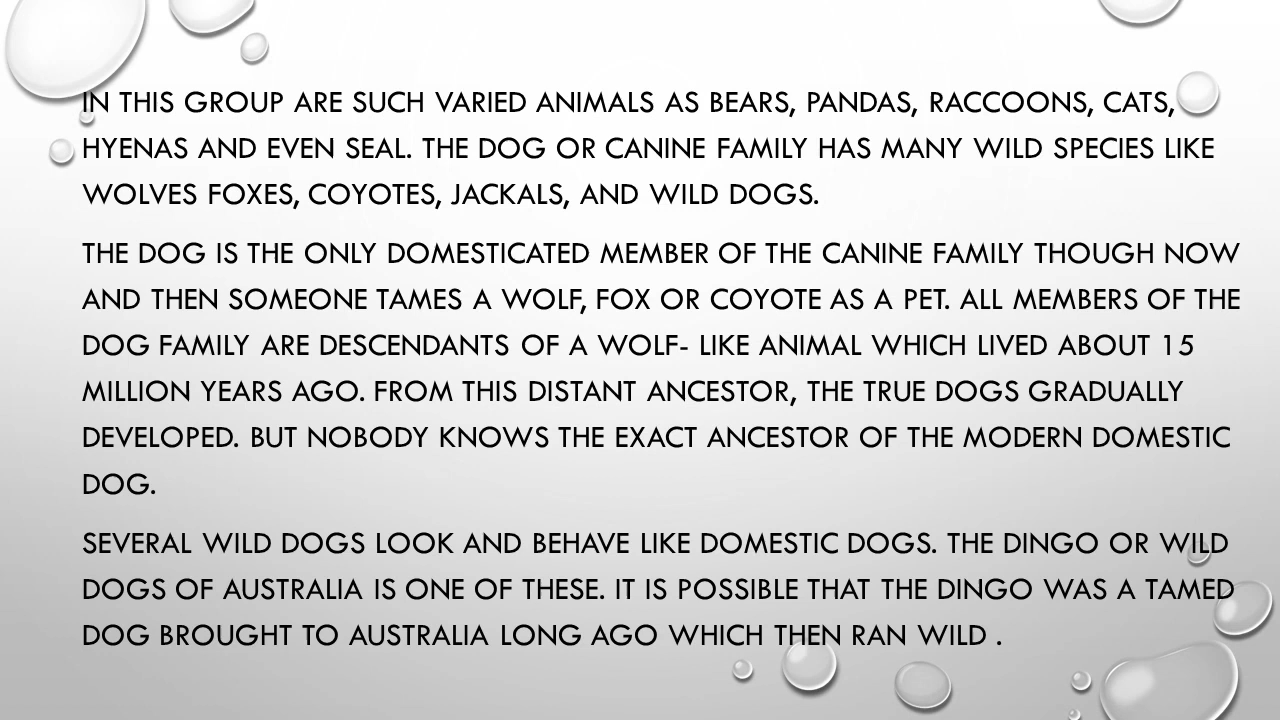 IN THIS GROUP ARE SUCH VARIED ANIMALS AS BEARS, PANDAS, RACCOONS, CATS,
HYENAS AND EVEN SEAL. THE DOG OR CANINE FAMILY HAS MANY WILD SPECIES LIKE
WOLVES FOXES, COYOTES, JACKALS, AND WILD DOGS.
THE DOG IS THE ONLY DOMESTICATED MEMBER OF THE CANINE FAMILY THOUGH NOW
AND THEN SOMEONE TAMES A WOLF, FOX OR COYOTE AS A PET. ALL MEMBERS OF THE
DOG FAMILY ARE DESCENDANTS OF A WOLF- LIKE ANIMAL WHICH LIVED ABOUT 15
MILLION YEARS AGO. FROM THIS DISTANT ANCESTOR, THE TRUE DOGS GRADUALLY
DEVELOPED. BUT NOBODY KNOWS THE EXACT ANCESTOR OF THE MODERN DOMESTIC
DOG.
SEVERAL WILD DOGS LOOK AND BEHAVE LIKE DOMESTIC DOGS. THE DINGO OR WILD
DOGS OF AUSTRALIA IS ONE OF THESE. IT IS POSSIBLE THAT THE DINGO WAS A TAMED
DOG BROUGHT TO AUSTRALIA LONG AGO WHICH THEN RAN WILD .